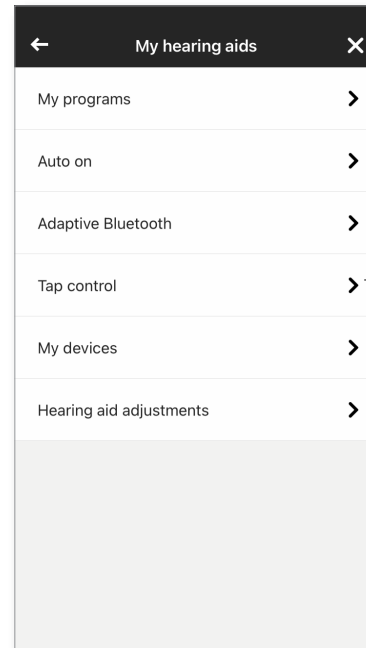 My hearing aids
My programs
Auto on
Adaptive Bluetooth
Tap control
My devices
Hearing aid adjustments